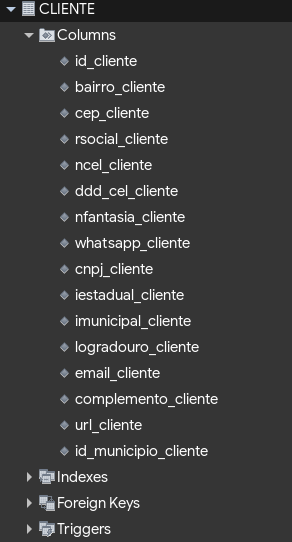 CLIENTE
Columns
id_cliente
bairro_cliente
cep_cliente
rsocial_cliente
ncel_cliente
ddd_cel_cliente
nfantasia_cliente
whatsapp_cliente
cnpj_cliente
iestadual_cliente
imunicipal_cliente
logradouro_cliente
email_cliente
complemento_cliente
url_cliente
id_municipio_cliente
Indexes
Foreign Keys
Triggers